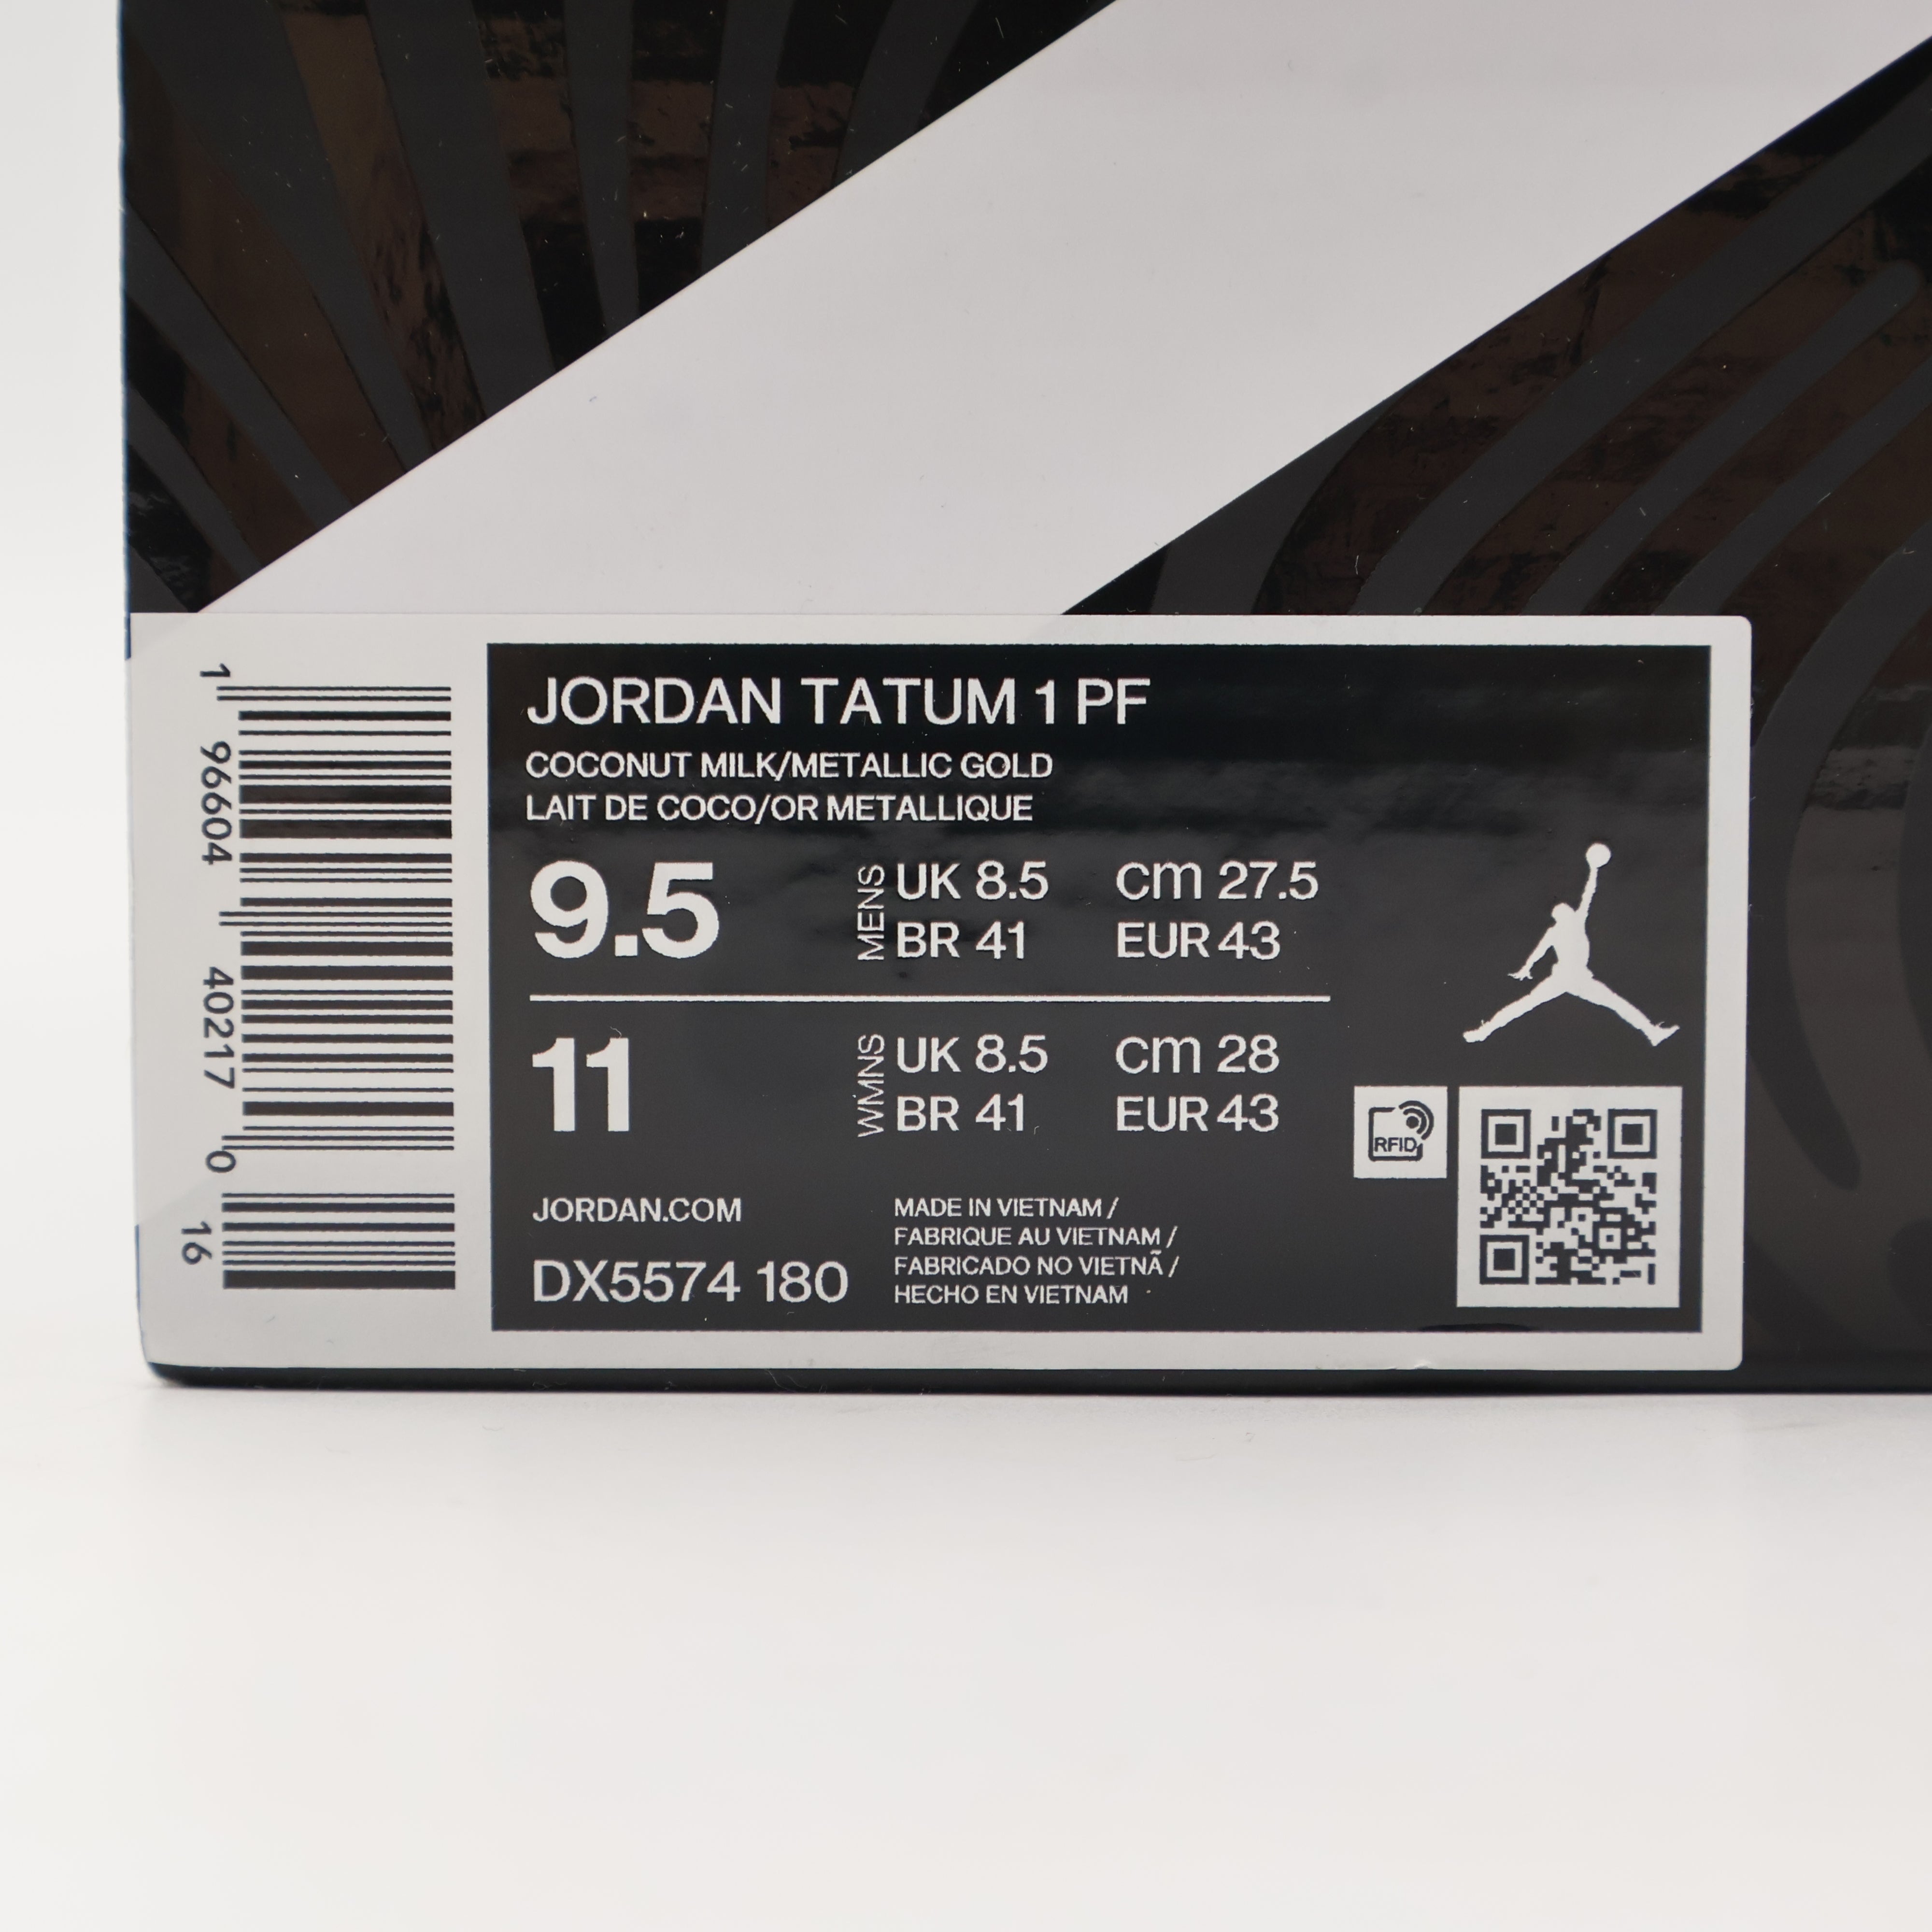 1 96604 40217 0 16
JORDAN TATUM 1 PF
COCONUT MILK/METALLIC GOLD
LAIT DE COCO/OR METALLIQUE
9.5
MENS
UK 8.5 cm 27.5
BR 41 EUR 43
11
WMNS
UK 8.5 cm 28
BR 41 EUR 43
RFID
JORDAN.COM
DX5574 180
MADE IN VIETNAM /
FABRIQUE AU VIETNAM /
FABRICADO NO VIETNÃ /
HECHO EN VIETNAM